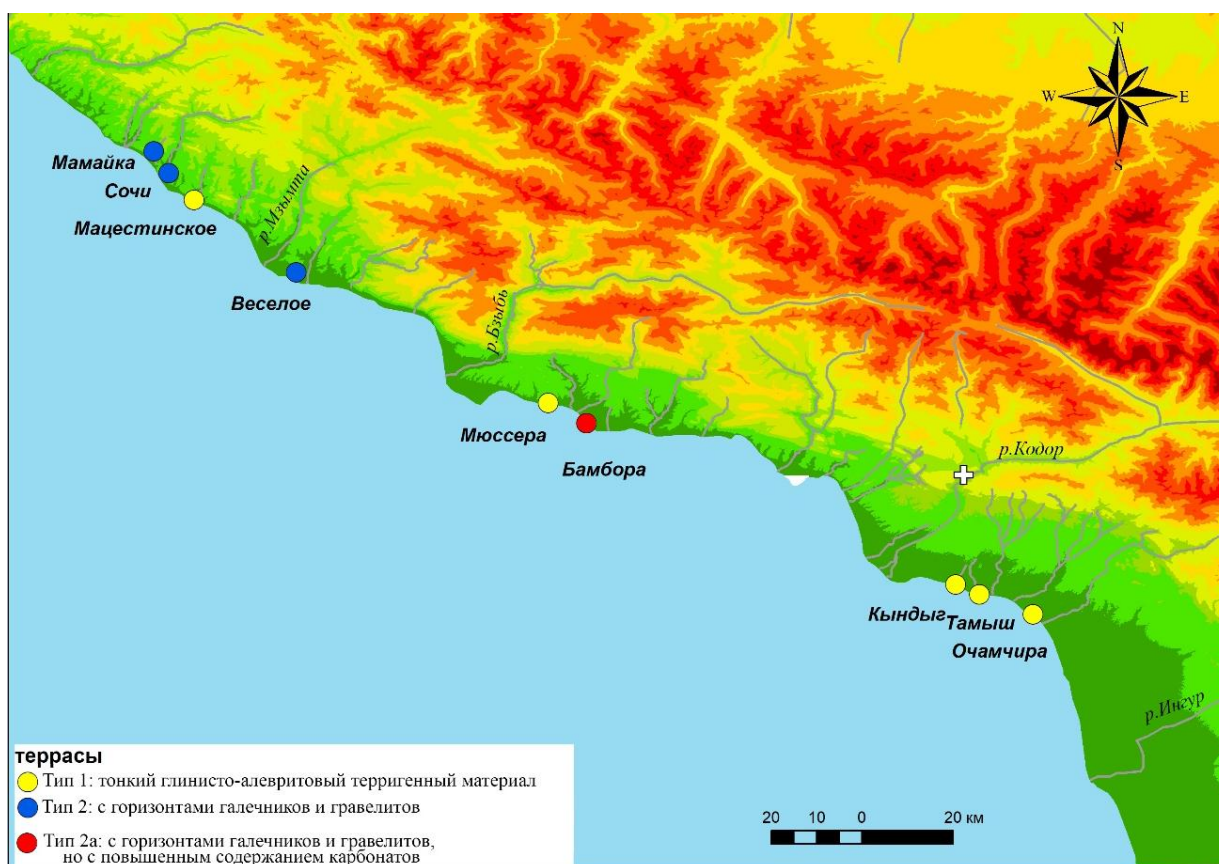 N
W
E
S
Мамайка
Сочи
Мацестинское
р.Мзымта
Веселое
р.Бзыбь
Мюссера
Бамбора
р.Кодор
Кындыг
Тамыш
Очамчира
р.Ингур
террасы
Тип 1: тонкий глинисто-алевритовый терригенный материал
Тип 2: с горизонтами галечников и гравелитов
Тип 2а: с горизонтами галечников и гравелитов,
но с повышенным содержанием карбонатов
20 10 0 20 км